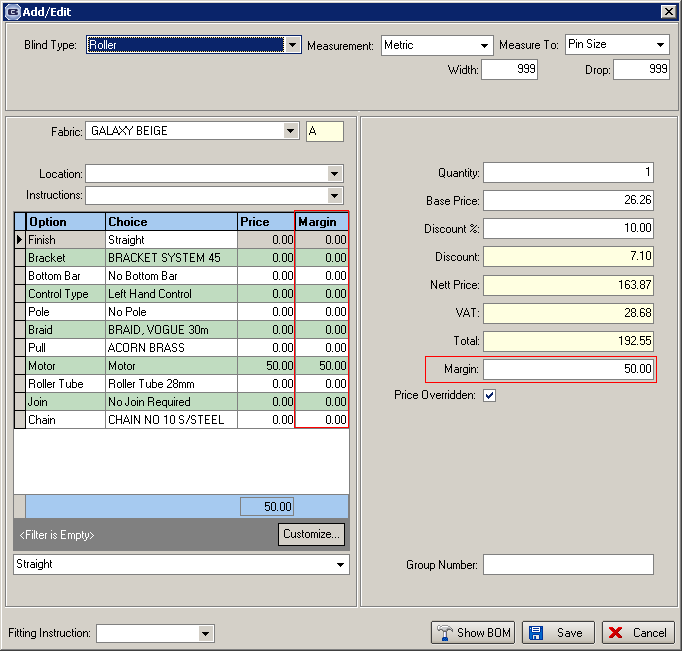 Add/Edit
Blind Type: Roller Measurement: Metric Measure To: Pin Size
Width: 999 Drop: 999
Fabric: GALAXY BEIGE A
Location:
Instructions:
Option Choice Price Margin
Finish Straight 0.00 0.00
Bracket BRACKET SYSTEM 45 0.00 0.00
Bottom Bar No Bottom Bar 0.00 0.00
Control Type Left Hand Control 0.00 0.00
Pole No Pole 0.00 0.00
Braid BRAID, VOGUE 30m 0.00 0.00
Pull ACORN BRASS 0.00 0.00
Motor Motor 50.00 50.00
Roller Tube Roller Tube 28mm 0.00 0.00
Join No Join Required 0.00 0.00
Chain CHAIN NO 10 S/STEEL 0.00 0.00
50.00
<Filter is Empty> Customize...
Straight
Quantity: 1
Base Price: 26.26
Discount %: 10.00
Discount: 7.10
Nett Price: 163.87
VAT: 28.68
Total: 192.55
Margin: 50.00
Price Overridden:
Group Number:
Fitting Instruction: Show BOM Save Cancel